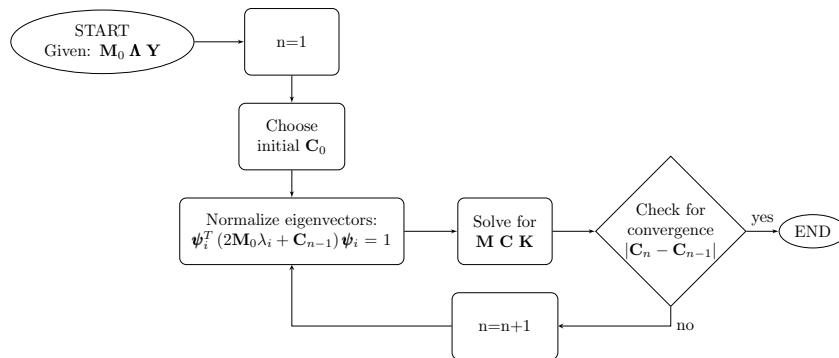 START
Given: M₀ Λ Y
n=1
Choose
initial C₀
Normalize eigenvectors:
ψᵢᵀ (2M₀λᵢ + Cₙ₋₁) ψᵢ = 1
Solve for
M C K
Check for
convergence
|Cₙ − Cₙ₋₁|
yes
END
no
n=n+1